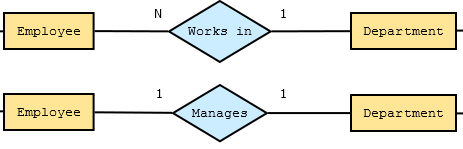 N 1
Employee Works in Department
1 1
Employee Manages Department